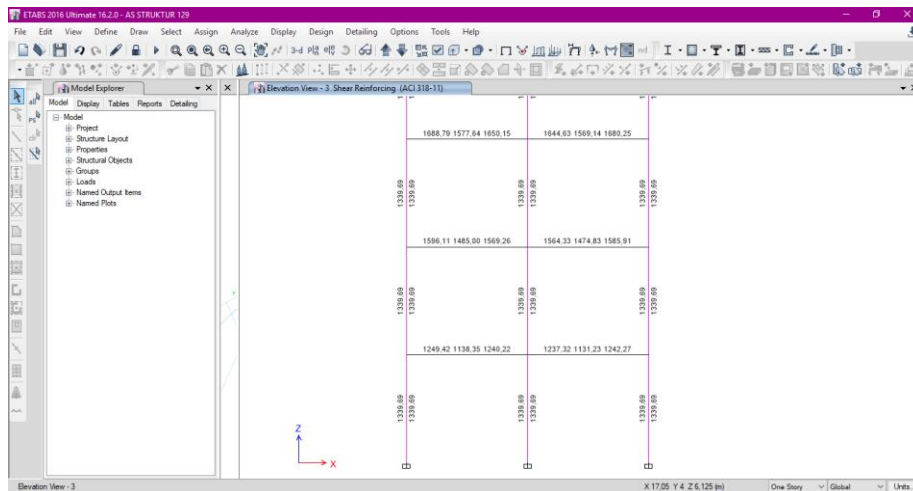 ETABS 2016 Ultimate 16.2.0 - AS STRUKTUR 129
File Edit View Define Draw Select Assign Analyze Display Design Detailing Options Tools Help
3-d
nd
Model Explorer
Elevation View - 3. Shear Reinforcing (ACI 318-11)
Model Display Tables Reports Detailing
Model
Project
Structure Layout
Properties
Structural Objects
Groups
Loads
Named Output Items
Named Plots
all
PS
1688,79 1577,64 1650,15 1644,63 1569,14 1680,25
1339,69 1339,69 1339,69 1339,69 1339,69 1339,69
1596,11 1485,00 1569,26 1564,33 1474,83 1585,91
1339,69 1339,69 1339,69 1339,69 1339,69 1339,69
1249,42 1138,35 1240,22 1237,32 1131,23 1242,27
1339,69 1339,69 1339,69 1339,69 1339,69 1339,69
Z
X
Elevation View - 3
X 17,05 Y 4 Z 6,125 (m)
One Story
Global
Units...